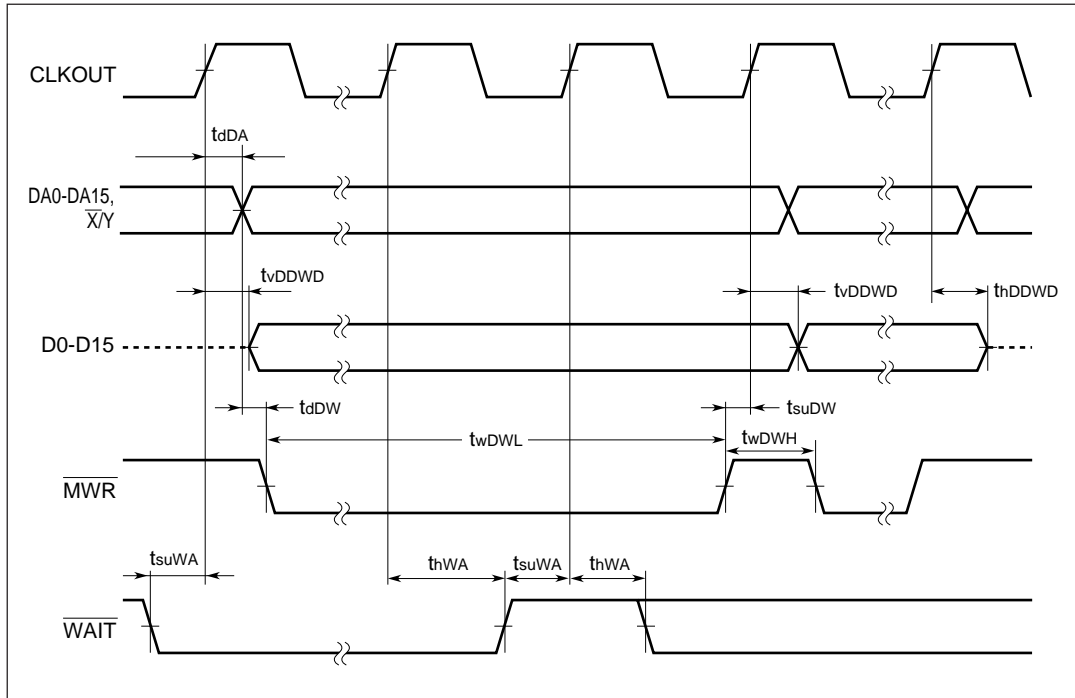 CLKOUT
tdDA
DA0-DA15,
X/Y
tvDDWD
tvDDWD
thDDWD
D0-D15
tdDW
tsuDW
twDWL
twDWH
MWR
tsuWA
thWA
tsuWA
thWA
WAIT